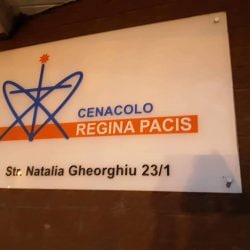 CENACOLO
REGINA PACIS
Str. Natalia Gheorghiu 23/1